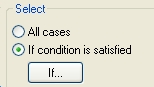 Select
All cases
If condition is satisfied
If...